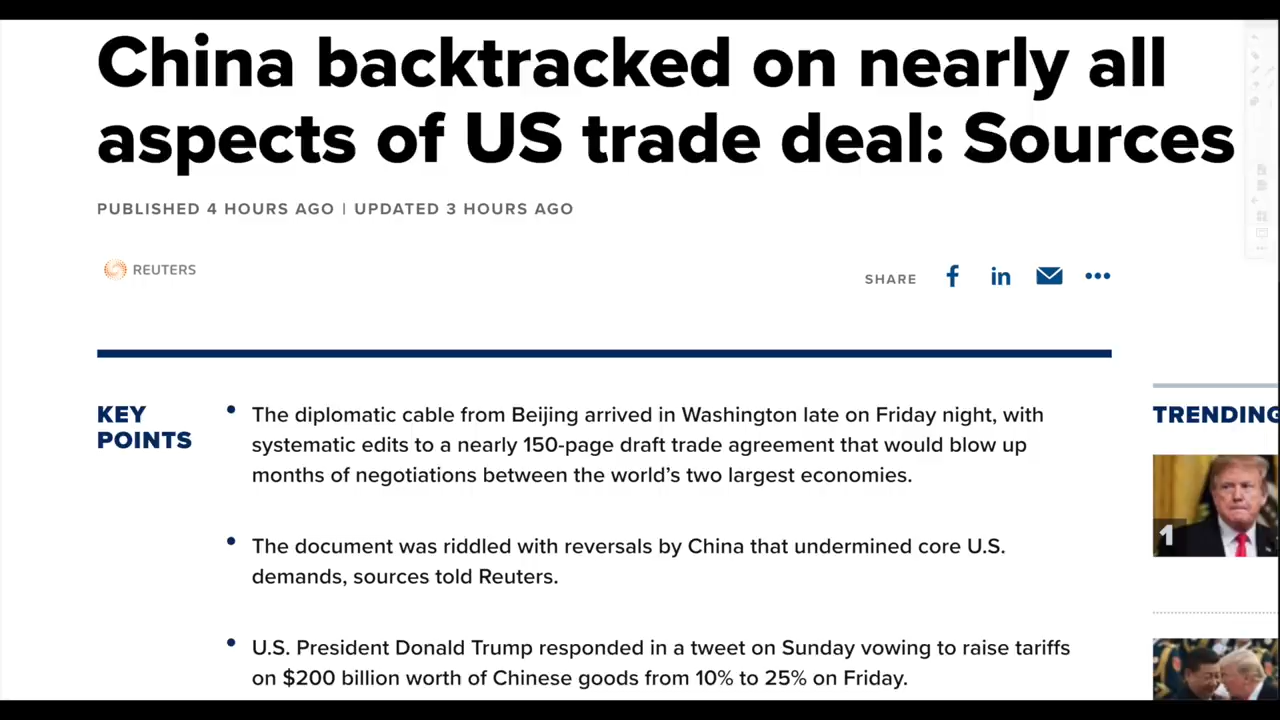 China backtracked on nearly all
aspects of US trade deal: Sources
PUBLISHED 4 HOURS AGO | UPDATED 3 HOURS AGO
REUTERS
SHARE
KEY
POINTS
• The diplomatic cable from Beijing arrived in Washington late on Friday night, with
systematic edits to a nearly 150-page draft trade agreement that would blow up
months of negotiations between the world's two largest economies.
• The document was riddled with reversals by China that undermined core U.S.
demands, sources told Reuters.
• U.S. President Donald Trump responded in a tweet on Sunday vowing to raise tariffs
on $200 billion worth of Chinese goods from 10% to 25% on Friday.
TRENDING
1